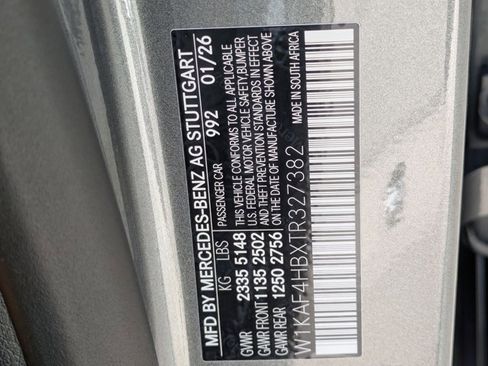 MFD BY MERCEDES-BENZ AG STUTTGART
PASSENGER CAR 992 01/26
KG LBS
THIS VEHICLE CONFORMS TO ALL APPLICABLE
GVWR 2335 5148
FEDERAL MOTOR VEHICLE SAFETY, BUMPER,
GAWR FRONT 1135 2502
AND THEFT PREVENTION STANDARDS IN EFFECT
GAWR REAR 1250 2756
ON THE DATE OF MANUFACTURE SHOWN ABOVE
W1KAF4HBXTR327382
MADE IN SOUTH AFRICA